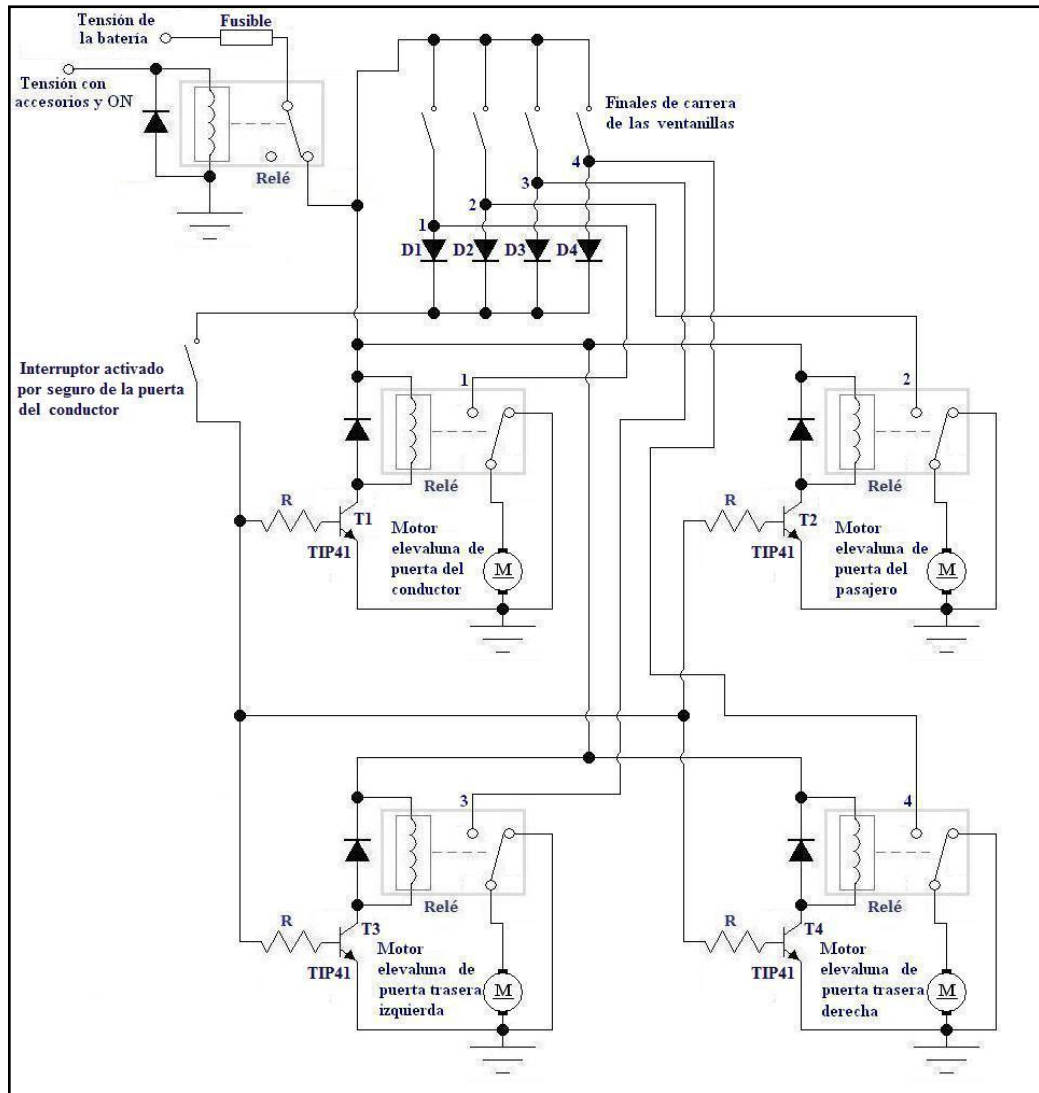 Tensión de
la batería
Fusible
Tensión con
accesorios y ON
Relé
Finales de carrera
de las ventanillas
4
3
2
1
D1
D2
D3
D4
Interruptor activado
por seguro de la puerta
del conductor
1
Relé
R
T1
TIP41
Motor
elevaluna de
puerta del
conductor
M
2
Relé
R
T2
TIP41
Motor
elevaluna de
puerta del
pasajero
M
3
Relé
R
T3
TIP41
Motor
elevaluna de
puerta trasera
izquierda
M
4
Relé
R
T4
TIP41
Motor
elevaluna de
puerta trasera
derecha
M